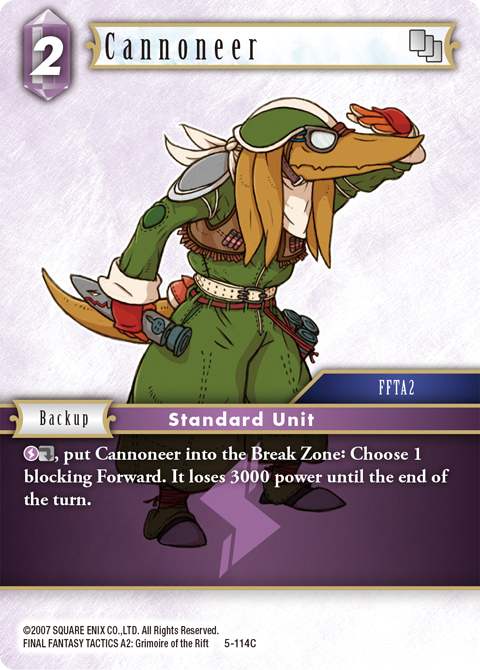 2
Cannoneer
FFTA2
Backup
Standard Unit
, put Cannoneer into the Break Zone: Choose 1
blocking Forward. It loses 3000 power until the end of
the turn.
©2007 SQUARE ENIX CO.,LTD. All Rights Reserved.
FINAL FANTASY TACTICS A2: Grimoire of the Rift 5-114C